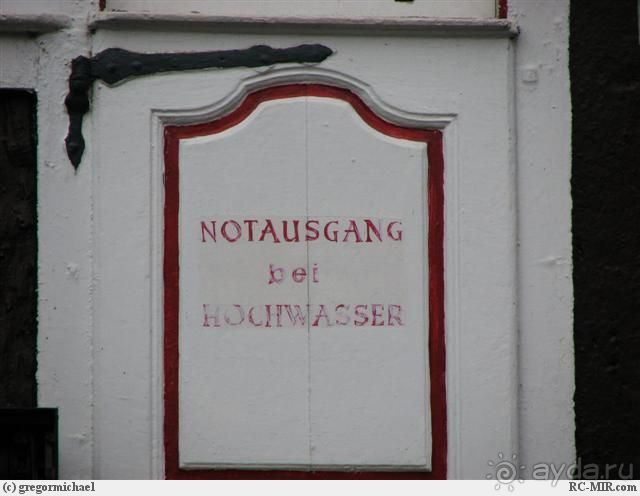 NOTAUSGANG
bei
HOCHWASSER
ayda.ru
(c) gregormichael
RC-MIR.com